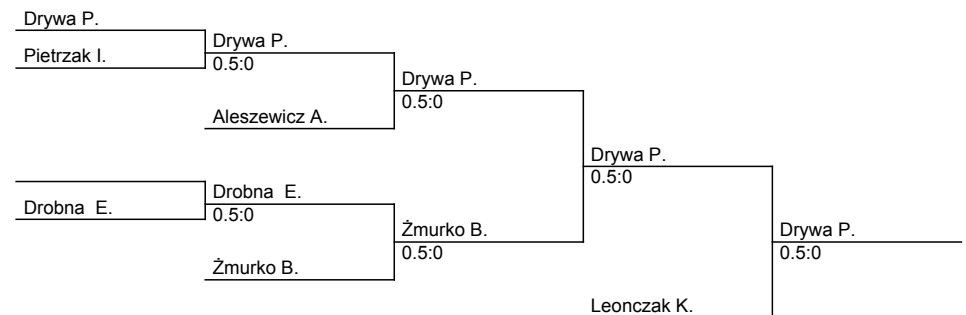 Drywa P.
Pietrzak I.
Drywa P.
0.5:0
Aleszewicz A.
Drywa P.
0.5:0
Drobna  E.
Drobna  E.
0.5:0
Żmurko B.
Żmurko B.
0.5:0
Drywa P.
0.5:0
Leonczak K.
Drywa P.
0.5:0